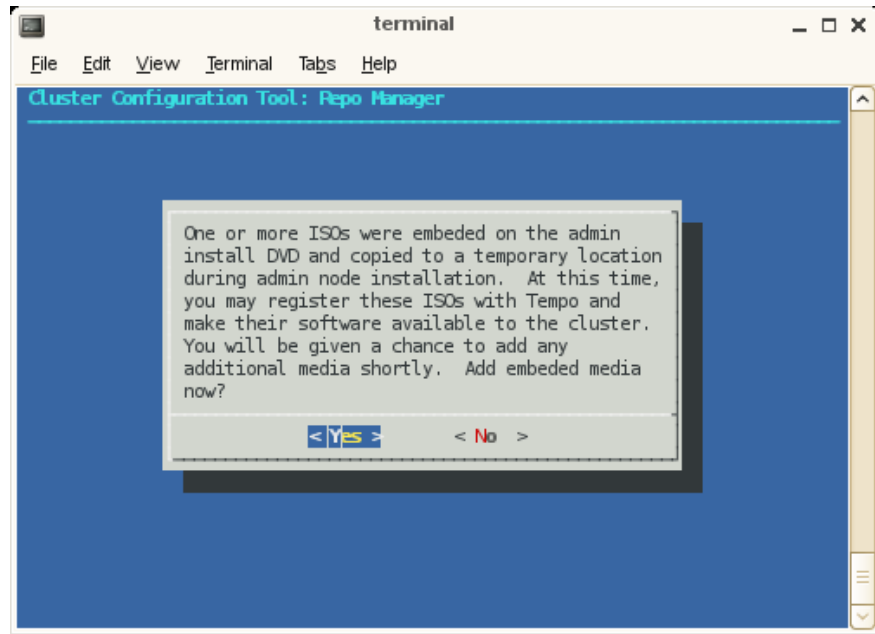 terminal
File Edit View Terminal Tabs Help
Cluster Configuration Tool: Repo Manager
One or more ISOs were embeded on the admin
install DVD and copied to a temporary location
during admin node installation.  At this time,
you may register these ISOs with Tempo and
make their software available to the cluster.
You will be given a chance to add any
additional media shortly.  Add embeded media
now?
< Yes > < No >